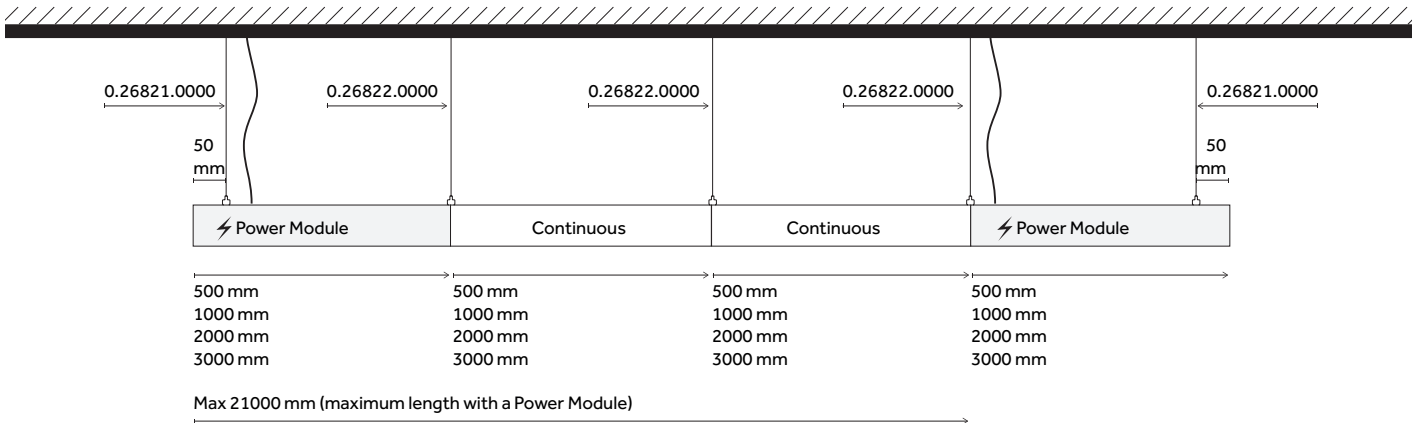 0.26821.0000
0.26822.0000
0.26822.0000
0.26822.0000
0.26821.0000
50
mm
50
mm
Power Module
Continuous
Continuous
Power Module
500 mm
1000 mm
2000 mm
3000 mm
500 mm
1000 mm
2000 mm
3000 mm
500 mm
1000 mm
2000 mm
3000 mm
500 mm
1000 mm
2000 mm
3000 mm
Max 21000 mm (maximum length with a Power Module)